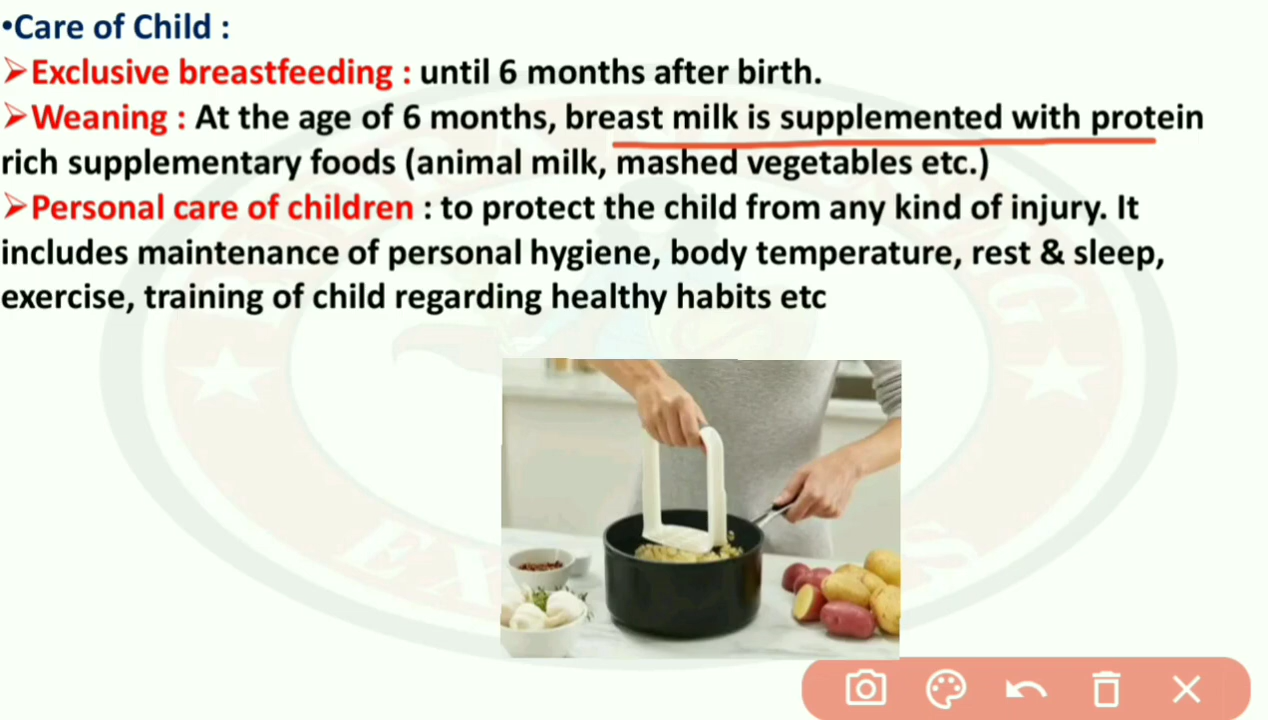 •Care of Child :
➢Exclusive breastfeeding : until 6 months after birth.
➢Weaning : At the age of 6 months, breast milk is supplemented with protein
rich supplementary foods (animal milk, mashed vegetables etc.)
➢Personal care of children : to protect the child from any kind of injury. It
includes maintenance of personal hygiene, body temperature, rest & sleep,
exercise, training of child regarding healthy habits etc